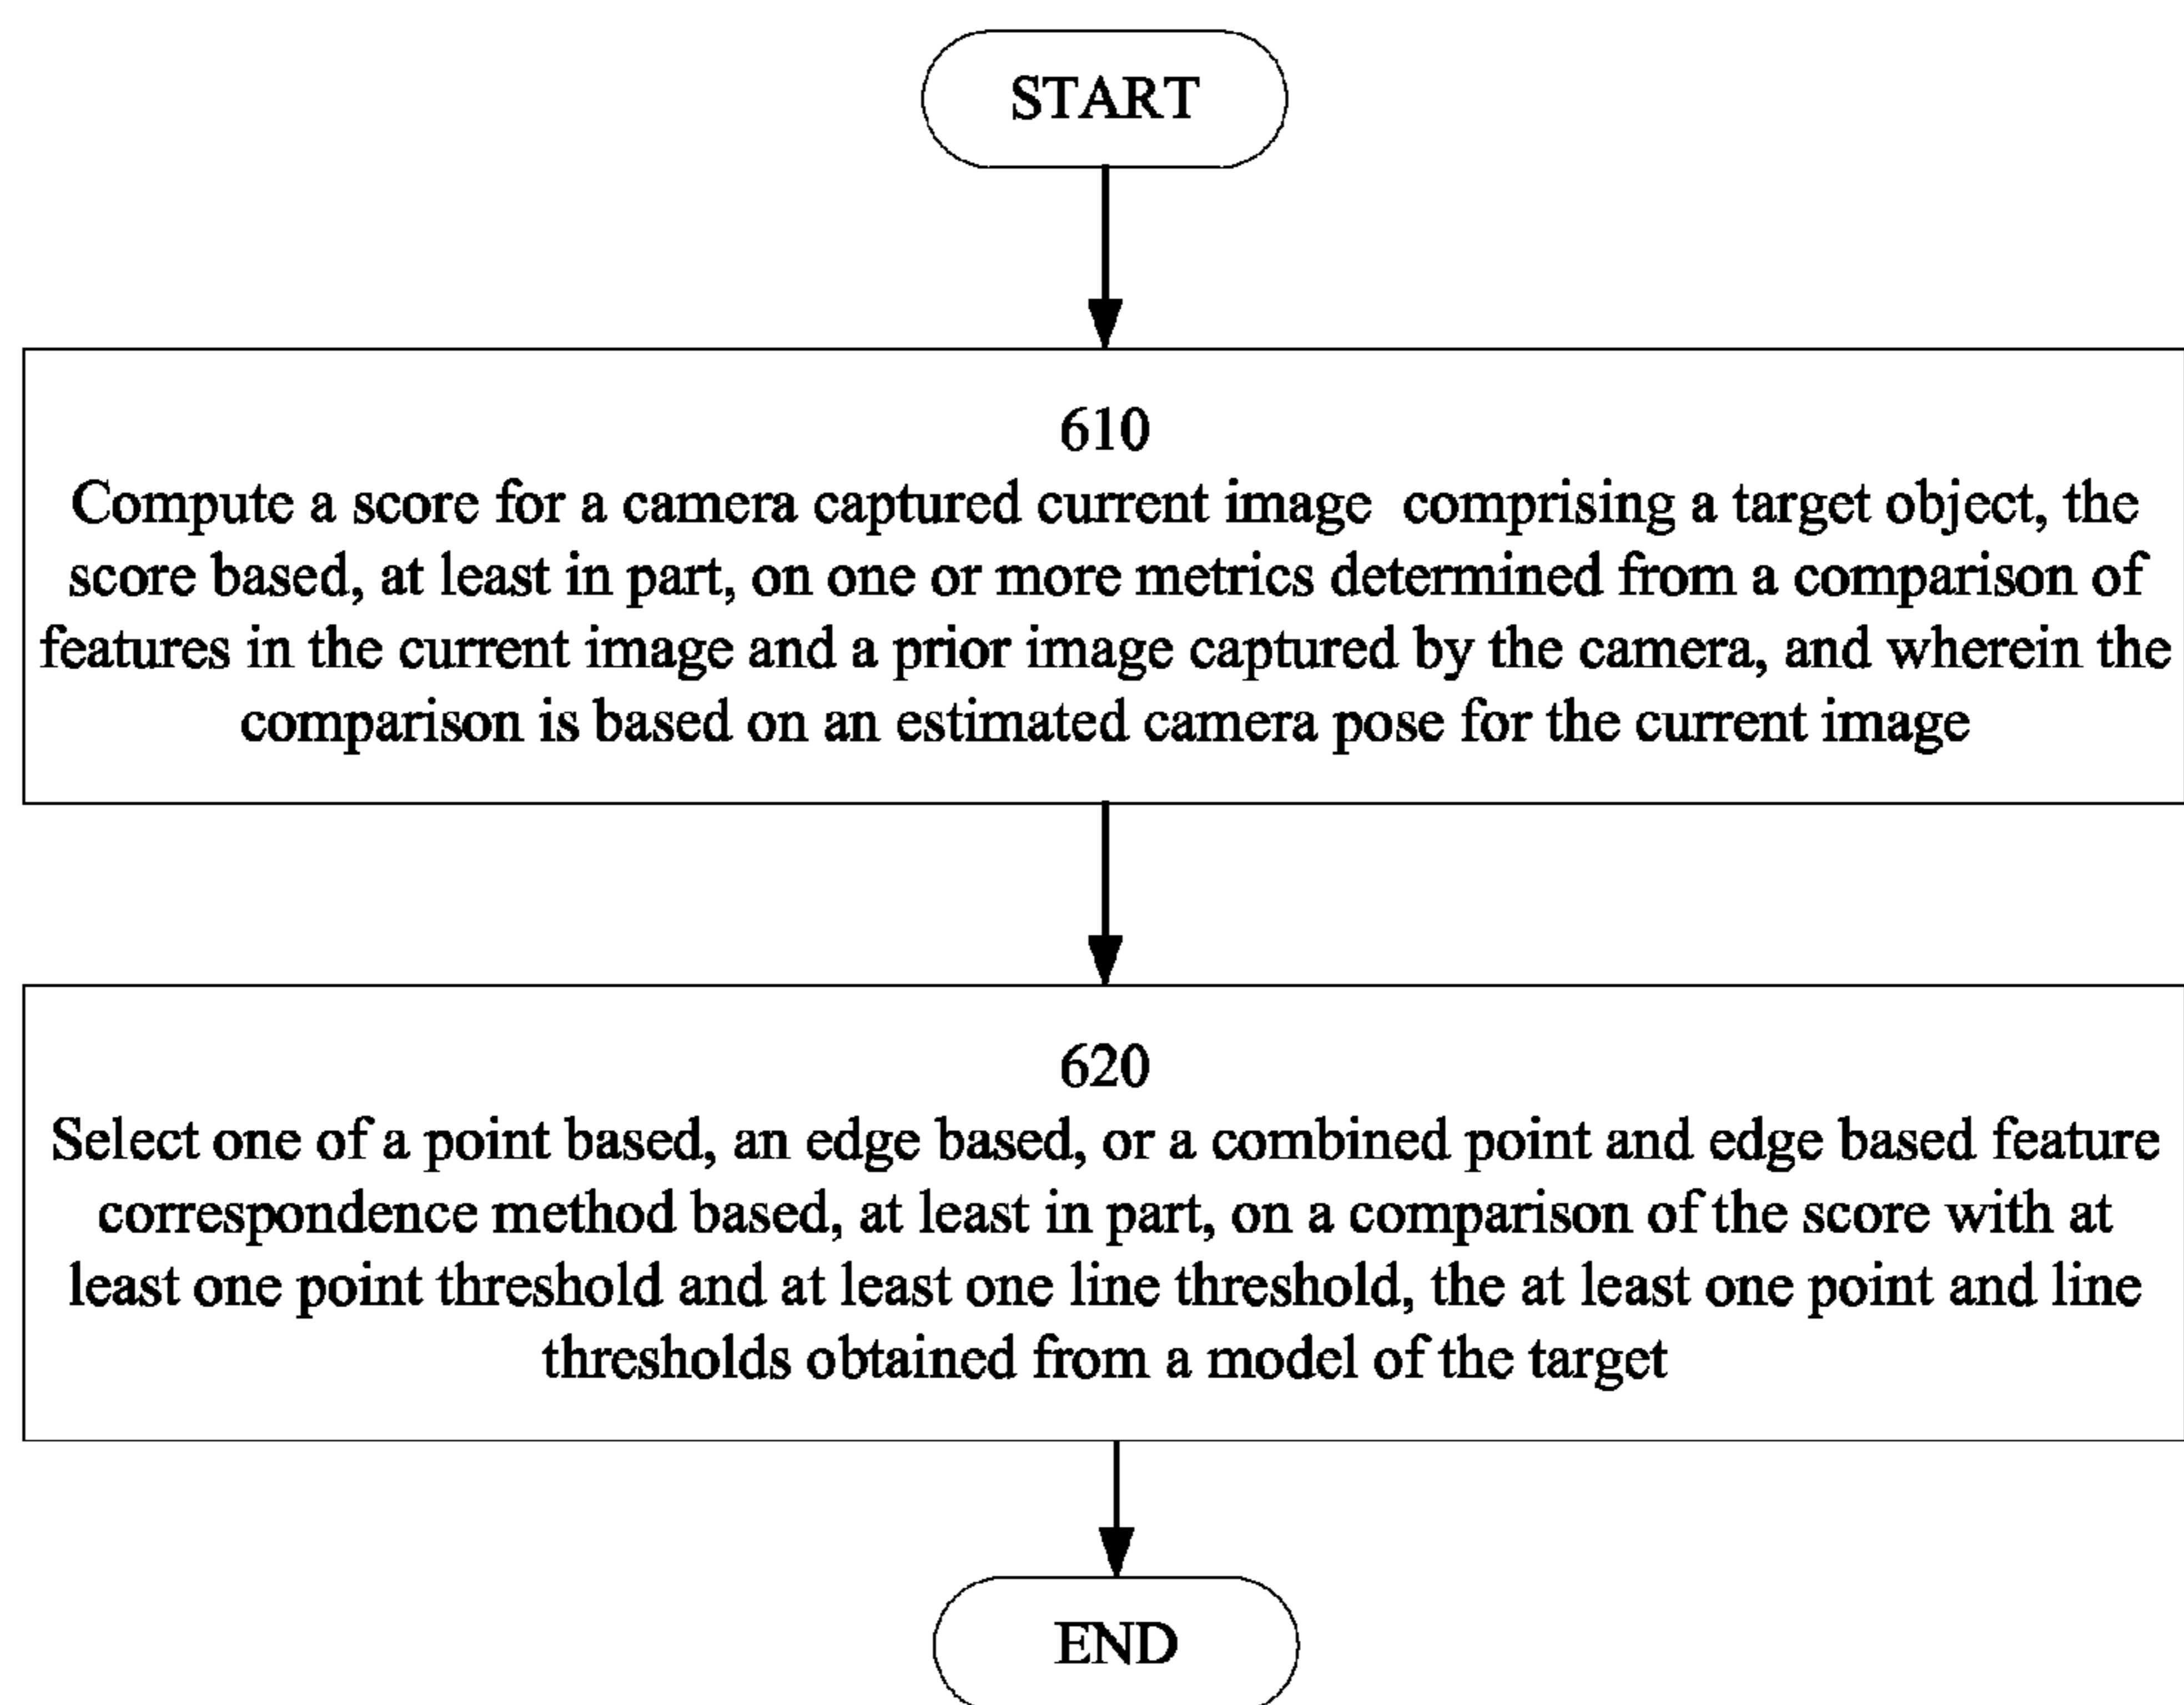 START
610
Compute a score for a camera captured current image comprising a target object, the
score based, at least in part, on one or more metrics determined from a comparison of
features in the current image and a prior image captured by the camera, and wherein the
comparison is based on an estimated camera pose for the current image
620
Select one of a point based, an edge based, or a combined point and edge based feature
correspondence method based, at least in part, on a comparison of the score with at
least one point threshold and at least one line threshold, the at least one point and line
thresholds obtained from a model of the target
END